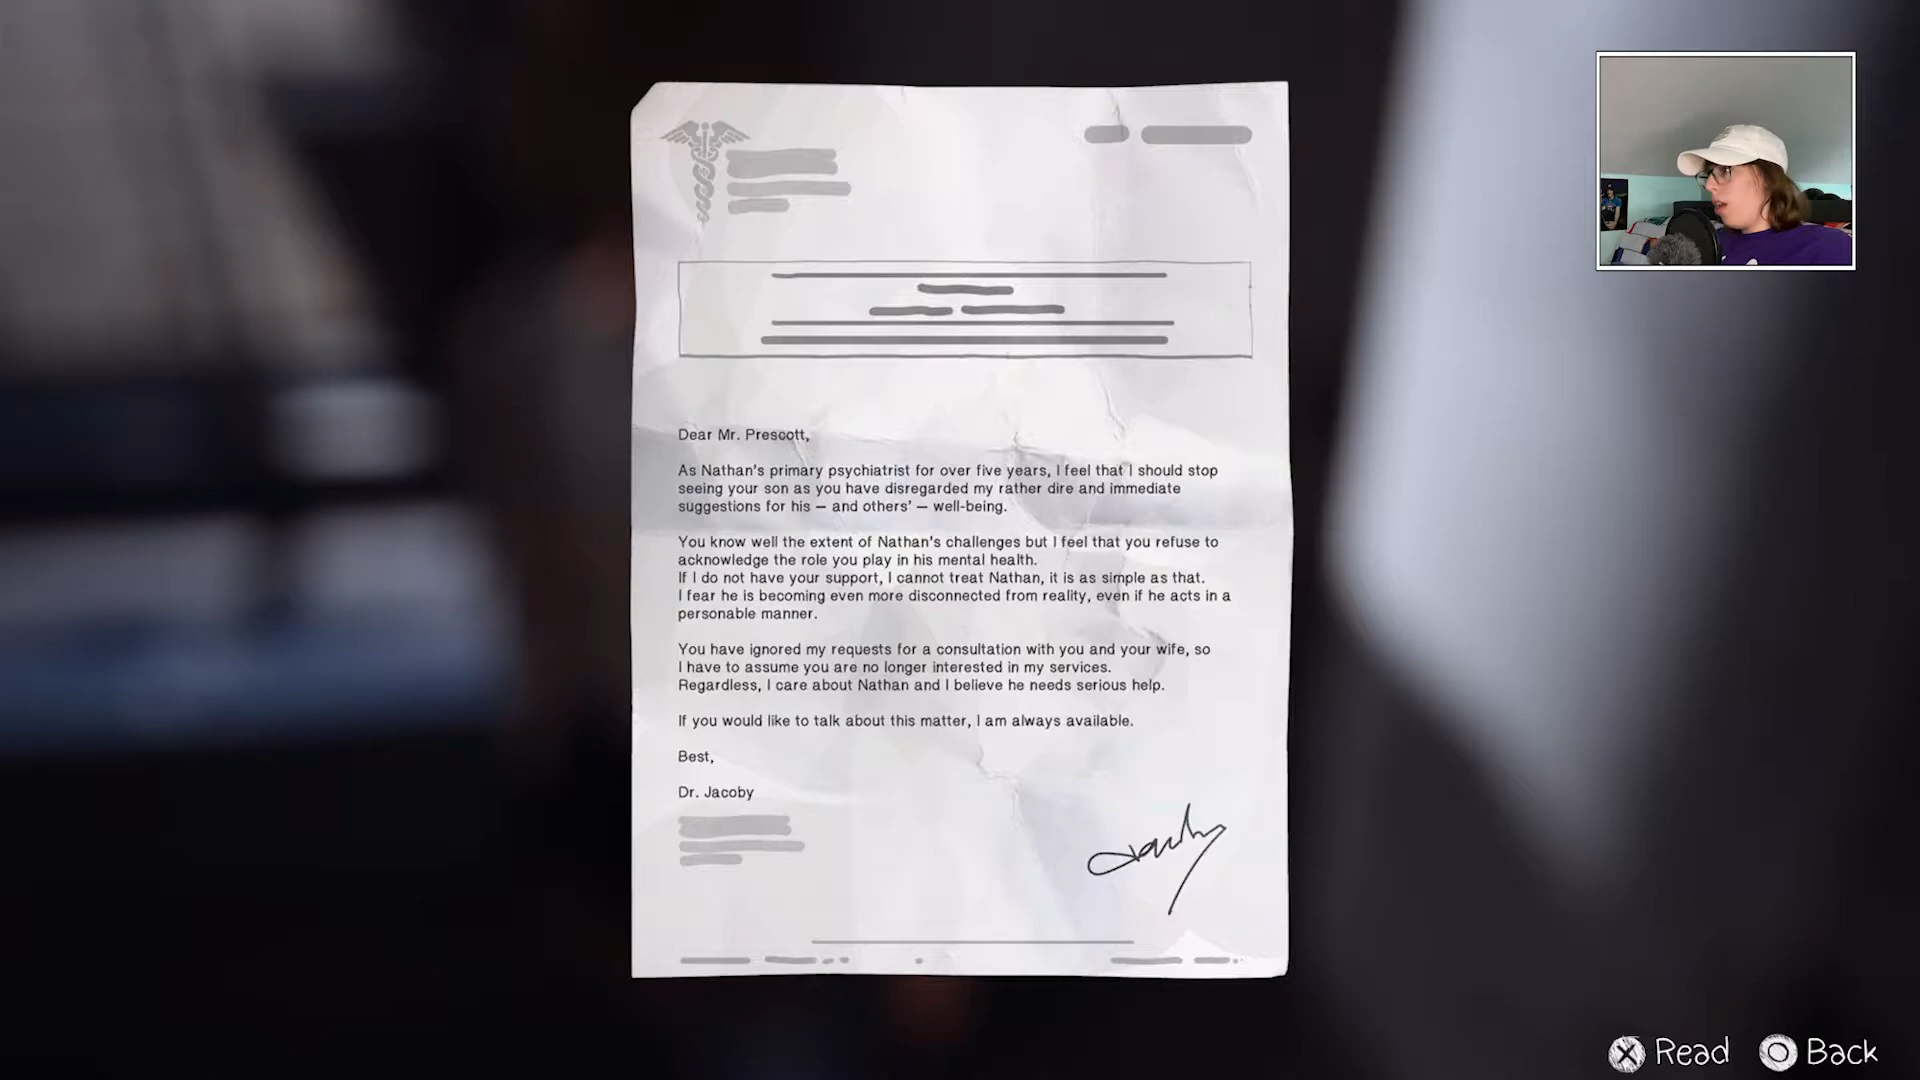 Dear Mr. Prescott,
As Nathan's primary psychiatrist for over five years, I feel that I should stop
seeing your son as you have disregarded my rather dire and immediate
suggestions for his – and others' – well-being.
You know well the extent of Nathan's challenges but I feel that you refuse to
acknowledge the role you play in his mental health.
If I do not have your support, I cannot treat Nathan, it is as simple as that.
I fear he is becoming even more disconnected from reality, even if he acts in a
personable manner.
You have ignored my requests for a consultation with you and your wife, so
I have to assume you are no longer interested in my services.
Regardless, I care about Nathan and I believe he needs serious help.
If you would like to talk about this matter, I am always available.
Best,
Dr. Jacoby
Read Back